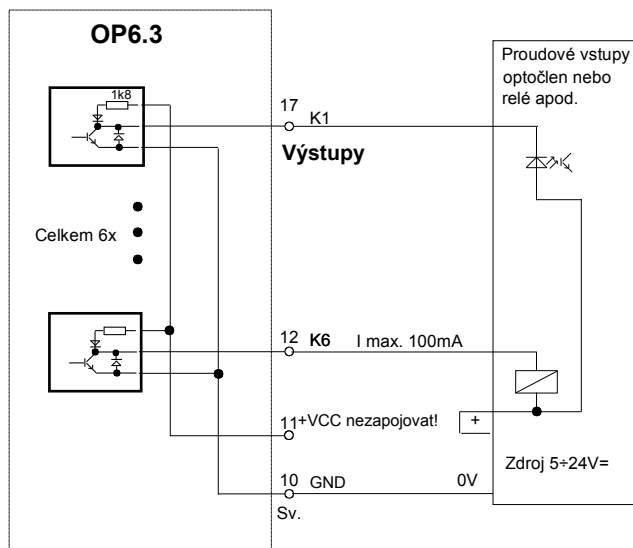 OP6.3
1k8
17
K1
Výstupy
Proudové vstupy
optočlen nebo
relé apod.
Celkem 6x
12
K6
I max. 100mA
11
+VCC nezapojovat!
+
Zdroj 5÷24V=
10
GND
0V
Sv.